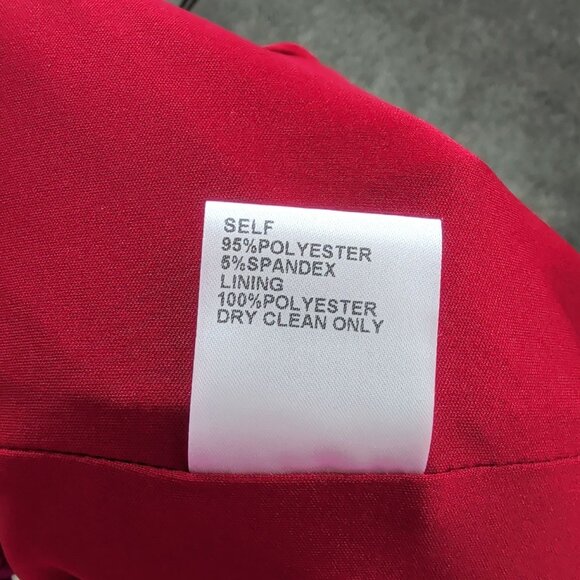 SELF
95%POLYESTER
5%SPANDEX
LINING
100%POLYESTER
DRY CLEAN ONLY